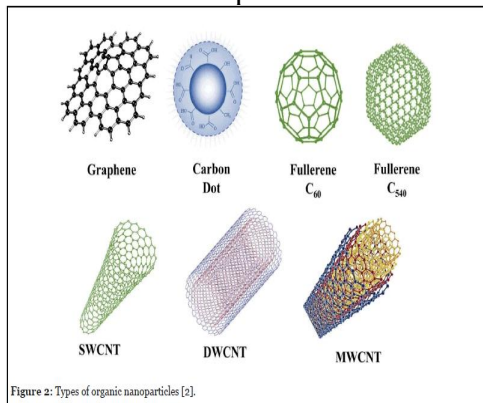 Graphene
Carbon
Dot
Fullerene
C₆₀
Fullerene
C₅₄₀
SWCNT
DWCNT
MWCNT
Figure 2: Types of organic nanoparticles [2].